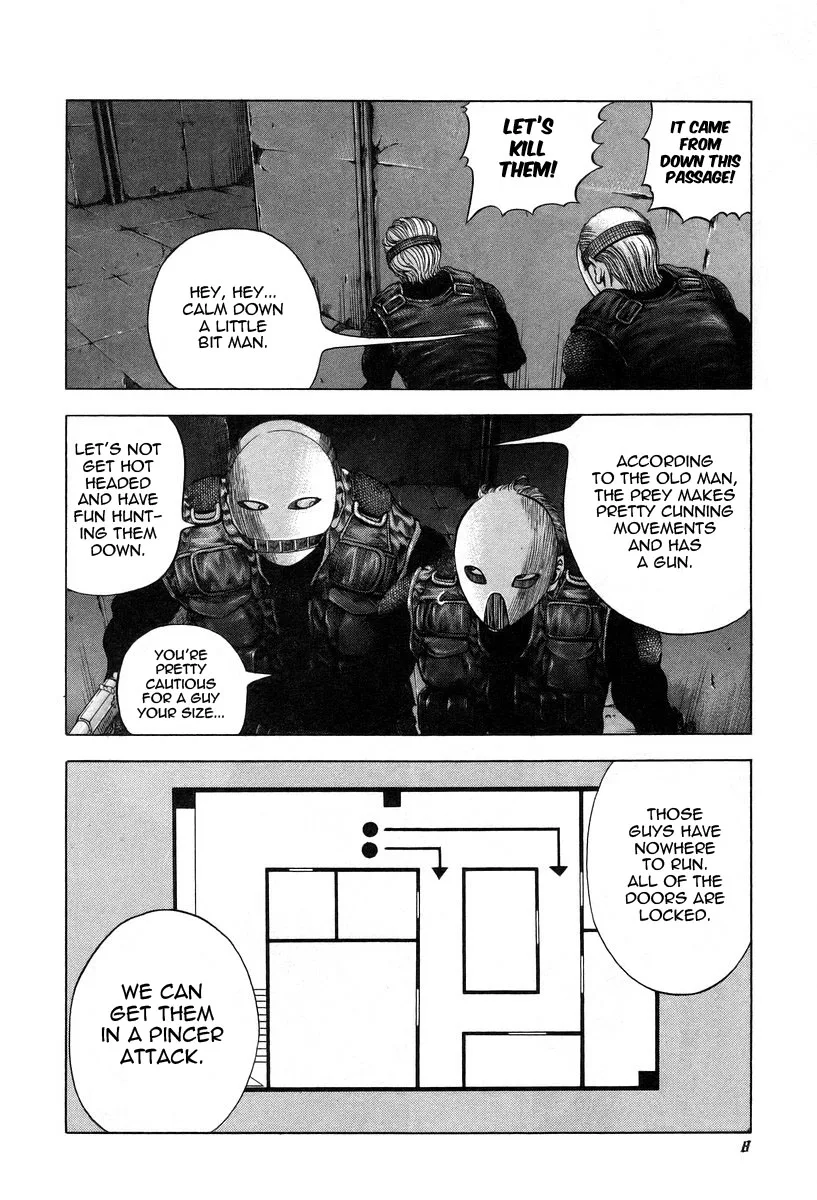 IT CAME
FROM
DOWN THIS
PASSAGE!
LET'S
KILL
THEM!
HEY, HEY...
CALM DOWN
A LITTLE
BIT MAN.
ACCORDING
TO THE OLD MAN,
THE PREY MAKES
PRETTY CUNNING
MOVEMENTS
AND HAS
A GUN.
LET'S NOT
GET HOT
HEADED
AND HAVE
FUN HUNT-
ING THEM
DOWN.
YOU'RE
PRETTY
CAUTIOUS
FOR A GUY
YOUR SIZE...
THOSE
GUYS HAVE
NOWHERE
TO RUN.
ALL OF THE
DOORS ARE
LOCKED.
WE CAN
GET THEM
IN A PINCER
ATTACK.
8